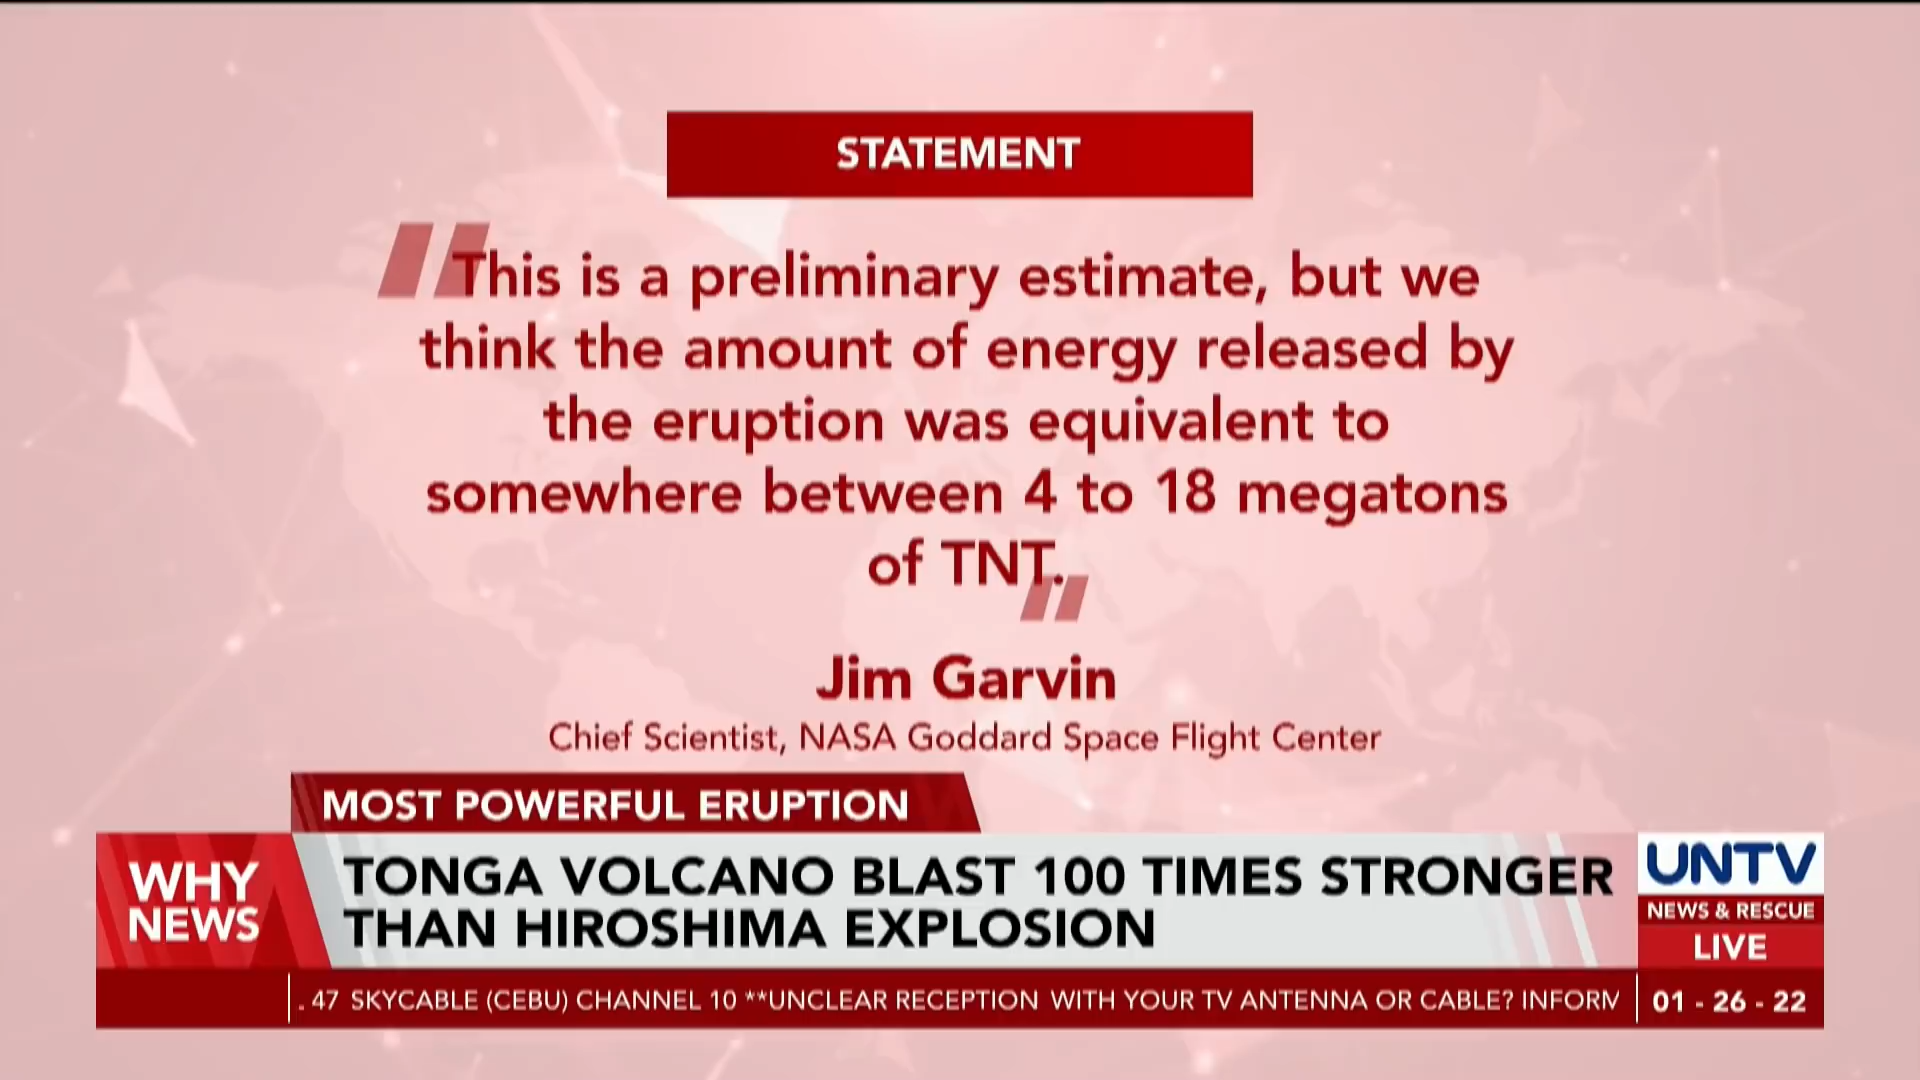 STATEMENT
"This is a preliminary estimate, but we
think the amount of energy released by
the eruption was equivalent to
somewhere between 4 to 18 megatons
of TNT."
Jim Garvin
Chief Scientist, NASA Goddard Space Flight Center
MOST POWERFUL ERUPTION
WHY
NEWS
TONGA VOLCANO BLAST 100 TIMES STRONGER
THAN HIROSHIMA EXPLOSION
UNTV
NEWS & RESCUE
LIVE
. 47 SKYCABLE (CEBU) CHANNEL 10 **UNCLEAR RECEPTION WITH YOUR TV ANTENNA OR CABLE? INFORM
01 - 26 - 22